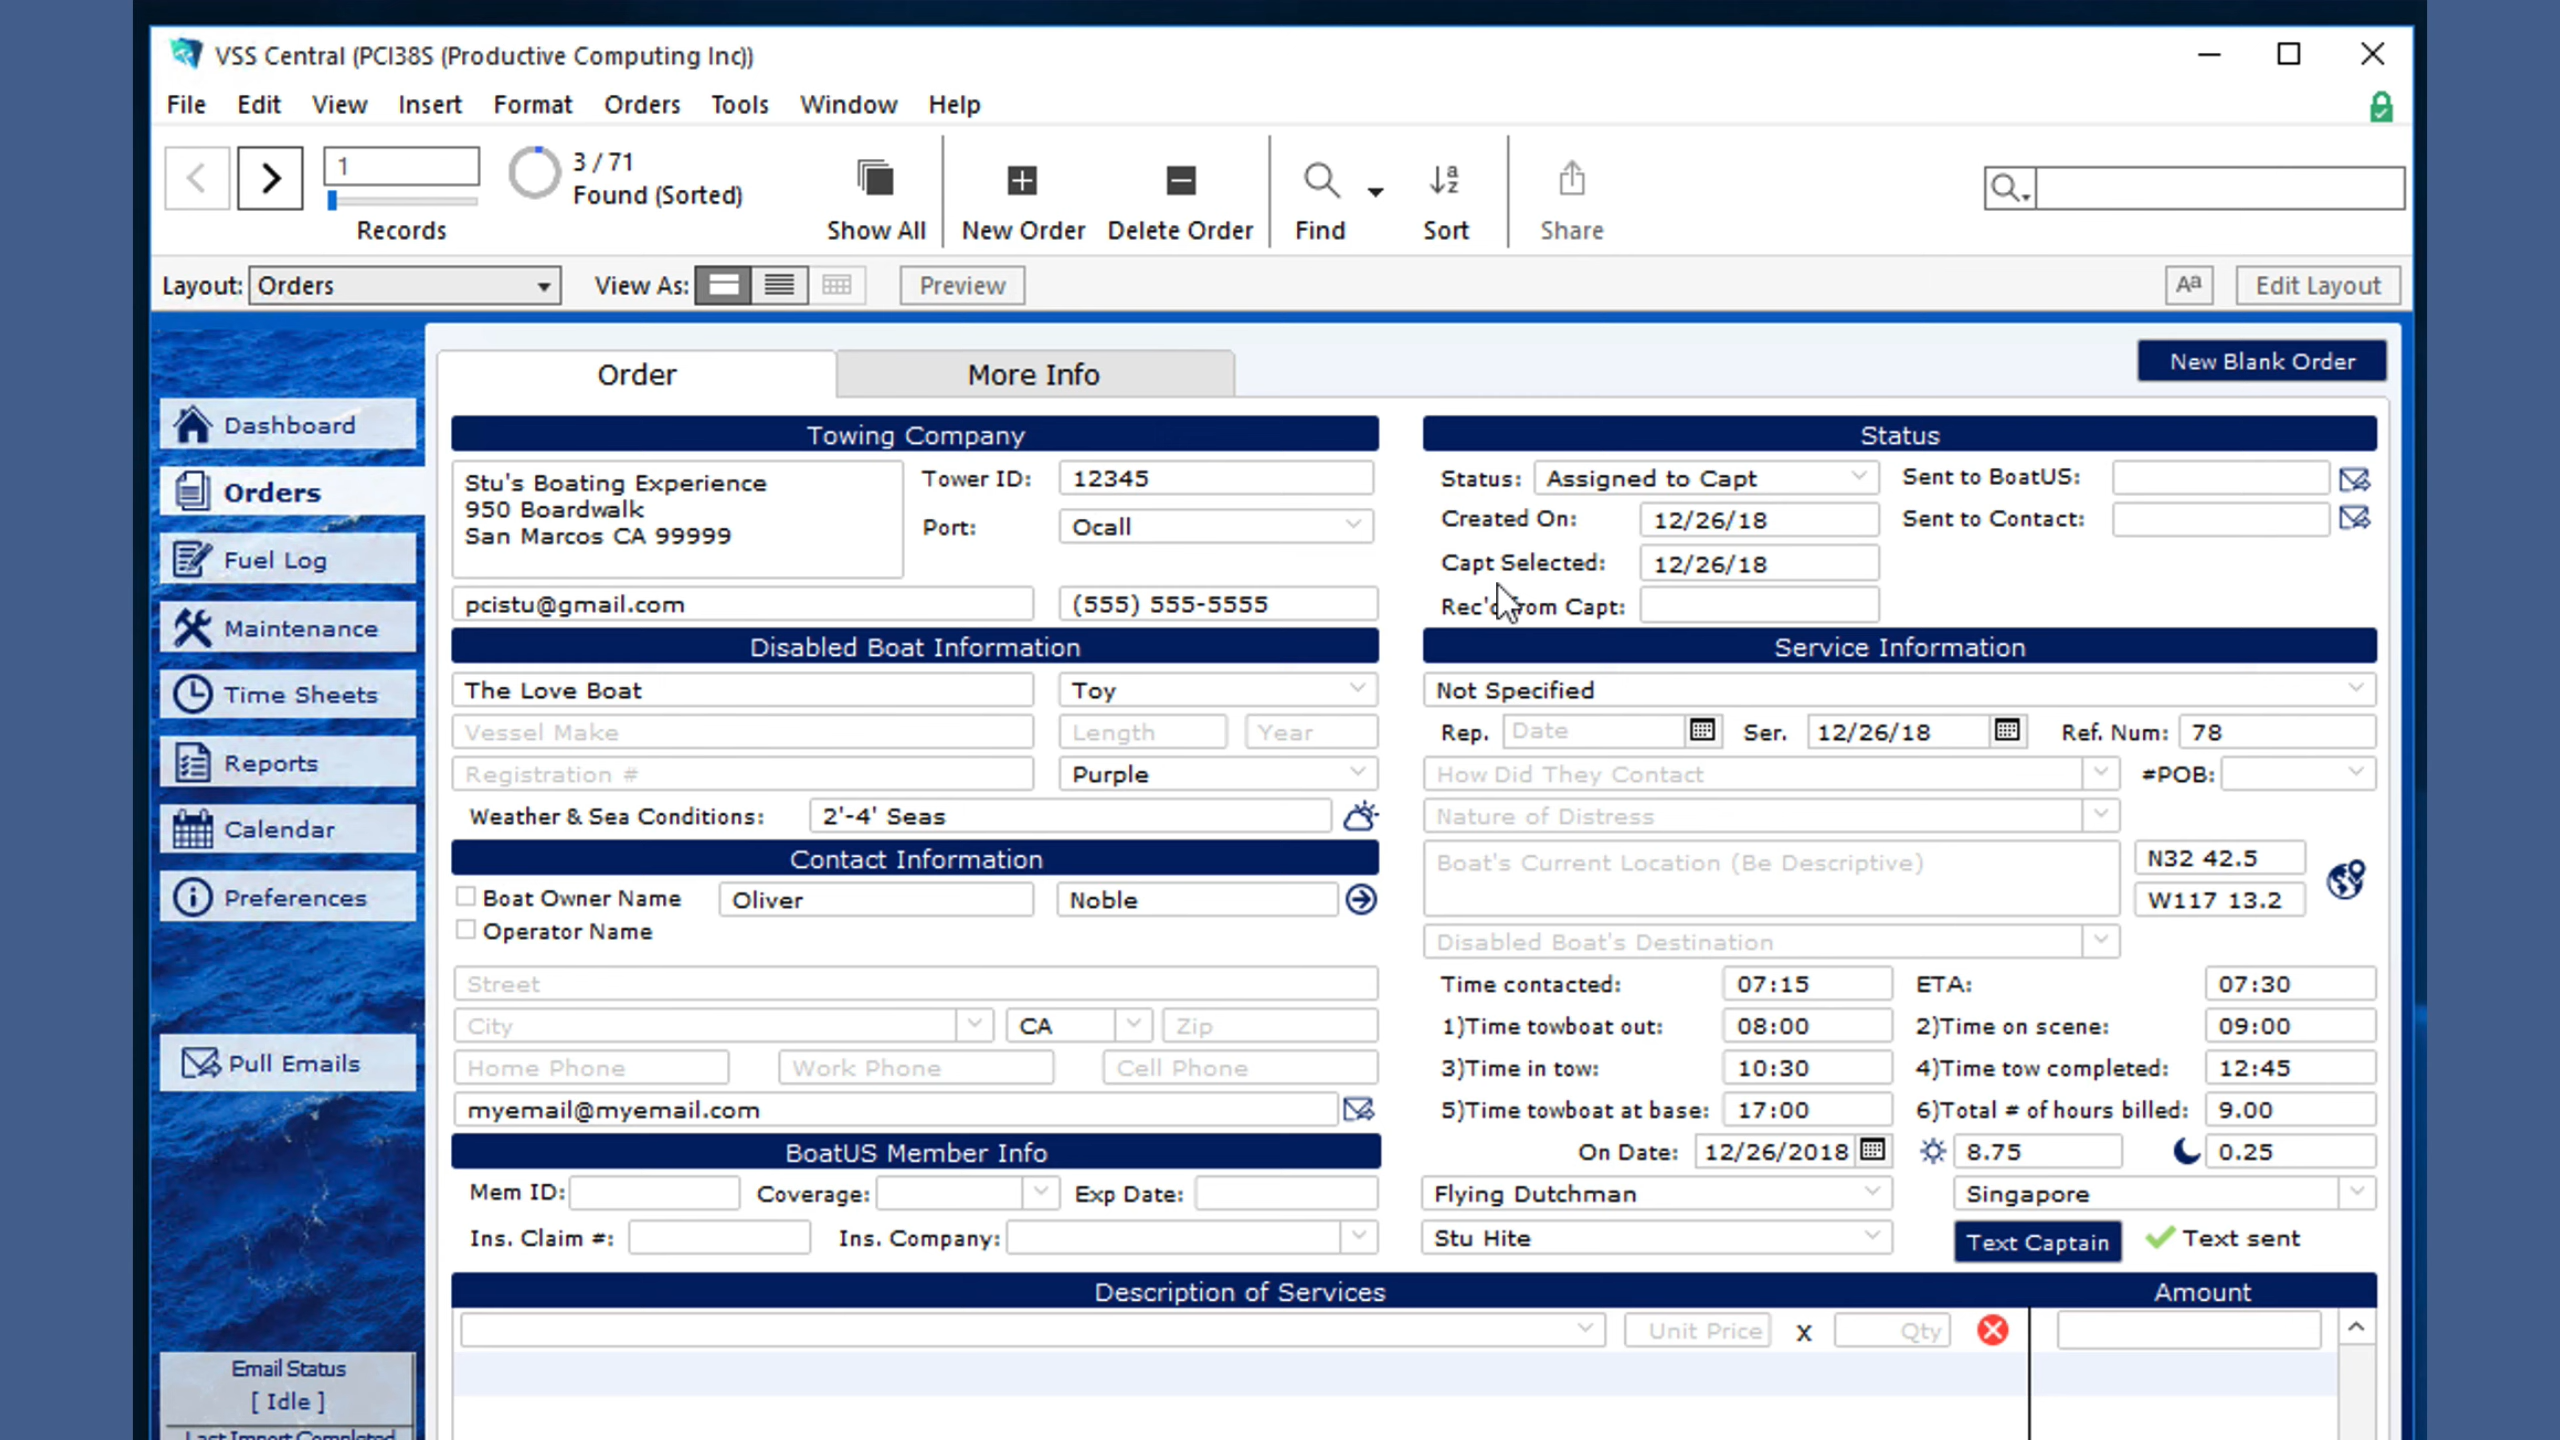 VSS Central (PCI38S (Productive Computing Inc))
File Edit View Insert Format Orders Tools Window Help
1
3 / 71
Found (Sorted)
Records
Show All
New Order
Delete Order
Find
Sort
Share
Layout: Orders
View As:
Preview
Aa
Edit Layout
Dashboard
Orders
Fuel Log
Maintenance
Time Sheets
Reports
Calendar
Preferences
Pull Emails
Email Status
[ Idle ]
Last Import Completed
Order
More Info
New Blank Order
Towing Company
Stu's Boating Experience
950 Boardwalk
San Marcos CA 99999
Tower ID: 12345
Port: Ocall
pcistu@gmail.com
(555) 555-5555
Status
Status: Assigned to Capt
Sent to BoatUS:
Created On: 12/26/18
Sent to Contact:
Capt Selected: 12/26/18
Rec'd from Capt:
Disabled Boat Information
The Love Boat
Toy
Vessel Make
Length
Year
Registration #
Purple
Weather & Sea Conditions: 2'-4' Seas
Contact Information
Boat Owner Name
Oliver
Noble
Operator Name
Street
City
CA
Zip
Home Phone
Work Phone
Cell Phone
myemail@myemail.com
BoatUS Member Info
Mem ID:
Coverage:
Exp Date:
Ins. Claim #:
Ins. Company:
Service Information
Not Specified
Rep. Date
Ser. 12/26/18
Ref. Num: 78
How Did They Contact
#POB:
Nature of Distress
Boat's Current Location (Be Descriptive)
N32 42.5
W117 13.2
Disabled Boat's Destination
Time contacted: 07:15
ETA: 07:30
1)Time towboat out: 08:00
2)Time on scene: 09:00
3)Time in tow: 10:30
4)Time tow completed: 12:45
5)Time towboat at base: 17:00
6)Total # of hours billed: 9.00
On Date: 12/26/2018
8.75
0.25
Flying Dutchman
Singapore
Stu Hite
Text Captain
Text sent
Description of Services
Amount
Unit Price
x
Qty